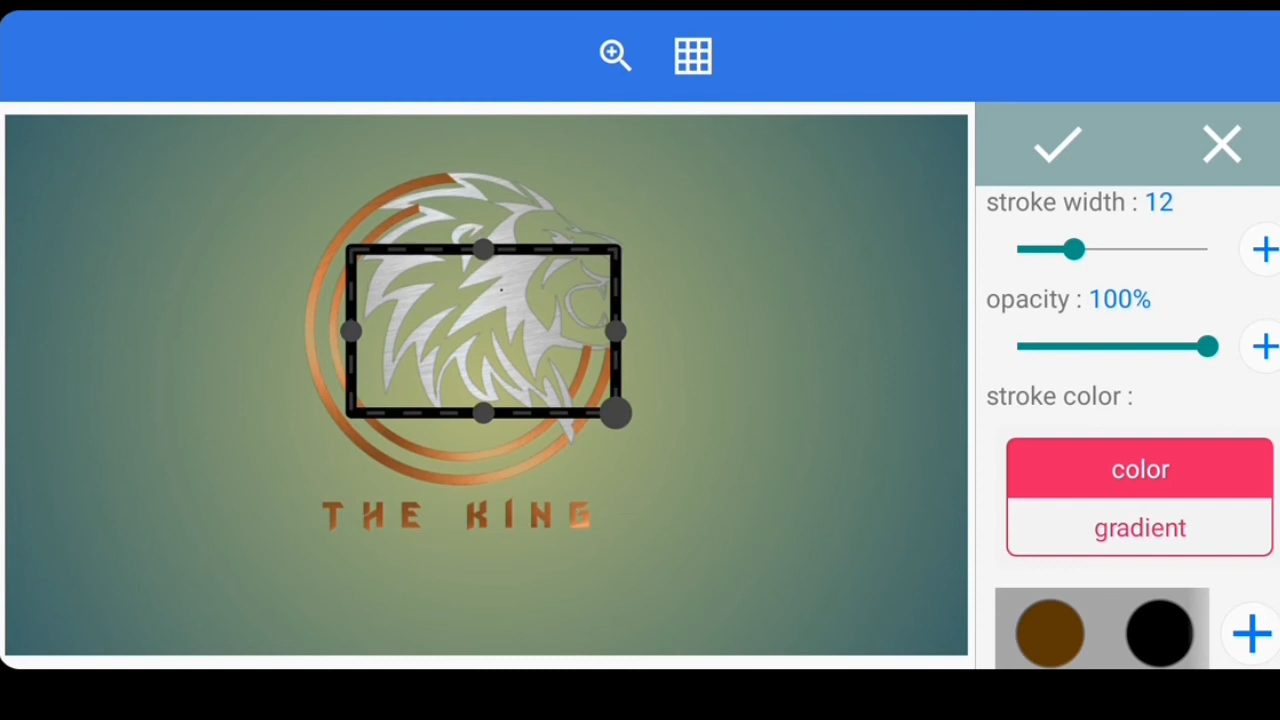 stroke width : 12
opacity : 100%
stroke color :
color
gradient
THE KING